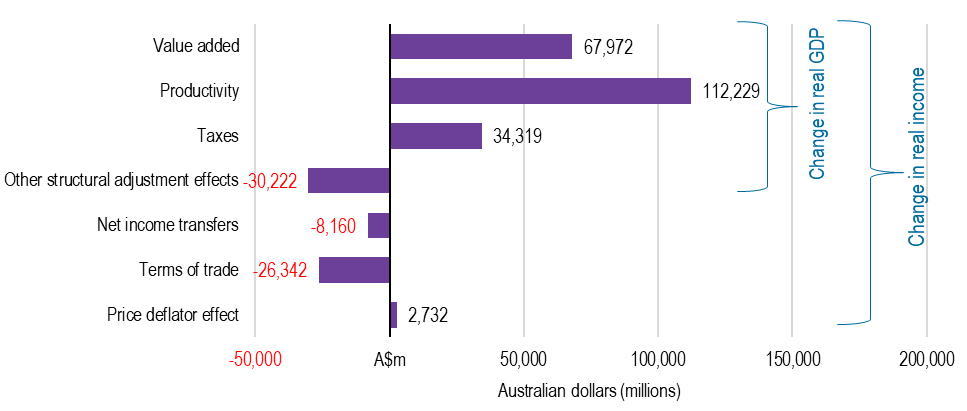 Value added
67,972
Productivity
112,229
Taxes
34,319
Other structural adjustment effects
-30,222
Net income transfers
-8,160
Terms of trade
-26,342
Price deflator effect
2,732
Change in real GDP
Change in real income
-50,000
A$m
50,000
100,000
150,000
200,000
Australian dollars (millions)